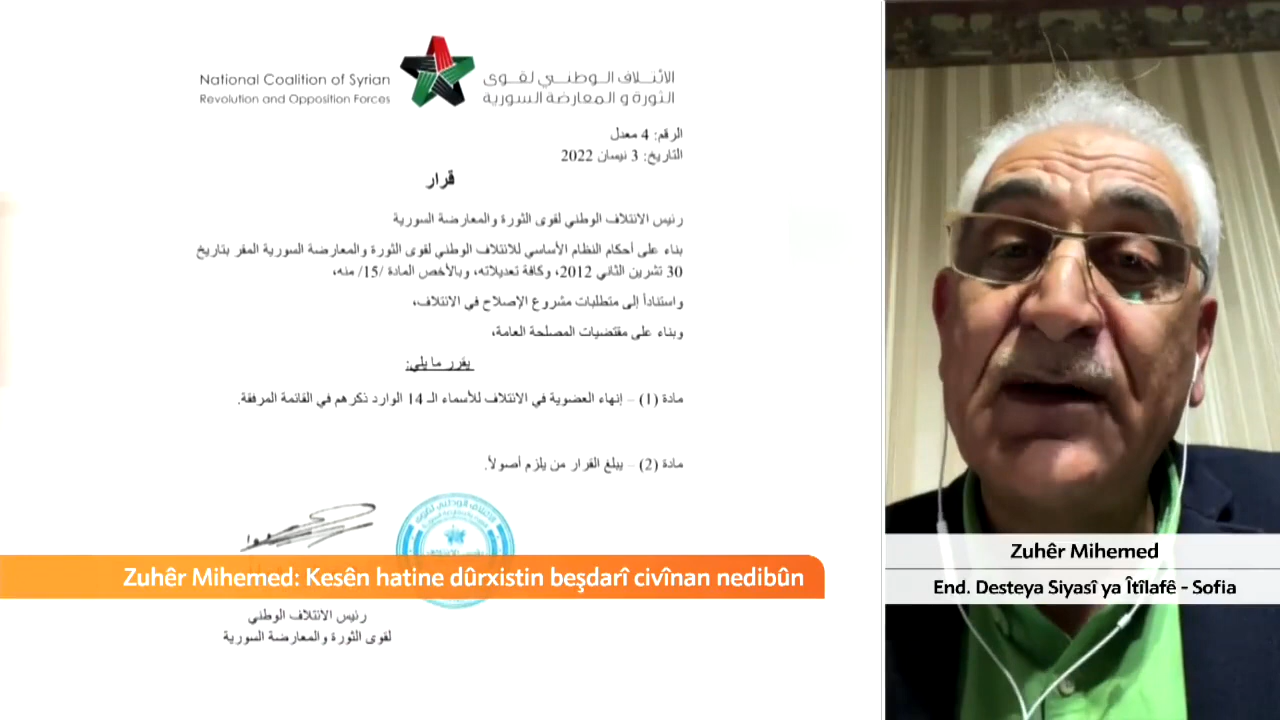 National Coalition of Syrian
Revolution and Opposition Forces
الائتلاف الوطني لقوى
الثورة و المعارضة السورية
الرقم: 4 معدل
التاريخ: 3 نيسان 2022
قرار
رئيس الائتلاف الوطني لقوى الثورة والمعارضة السورية
بناء على أحكام النظام الأساسي للائتلاف الوطني لقوى الثورة والمعارضة السورية المقر بتاريخ
30 تشرين الثاني 2012، وكافة تعديلاته، وبالأخص المادة /15/ منه،
واستناداً إلى متطلبات مشروع الإصلاح في الائتلاف،
وبناء على مقتضيات المصلحة العامة،
يقرر ما يلي:
مادة (1) – إنهاء العضوية في الائتلاف للأسماء الـ 14 الوارد ذكرهم في القائمة المرفقة.
مادة (2) – يبلغ القرار من يلزم أصولاً.
Zuhêr Mihemed: Kesên hatine dûrxistin beşdarî civînan nedibûn
رئيس الائتلاف الوطني
لقوى الثورة والمعارضة السورية
Zuhêr Mihemed
End. Desteya Siyasî ya Îtîlafê - Sofia